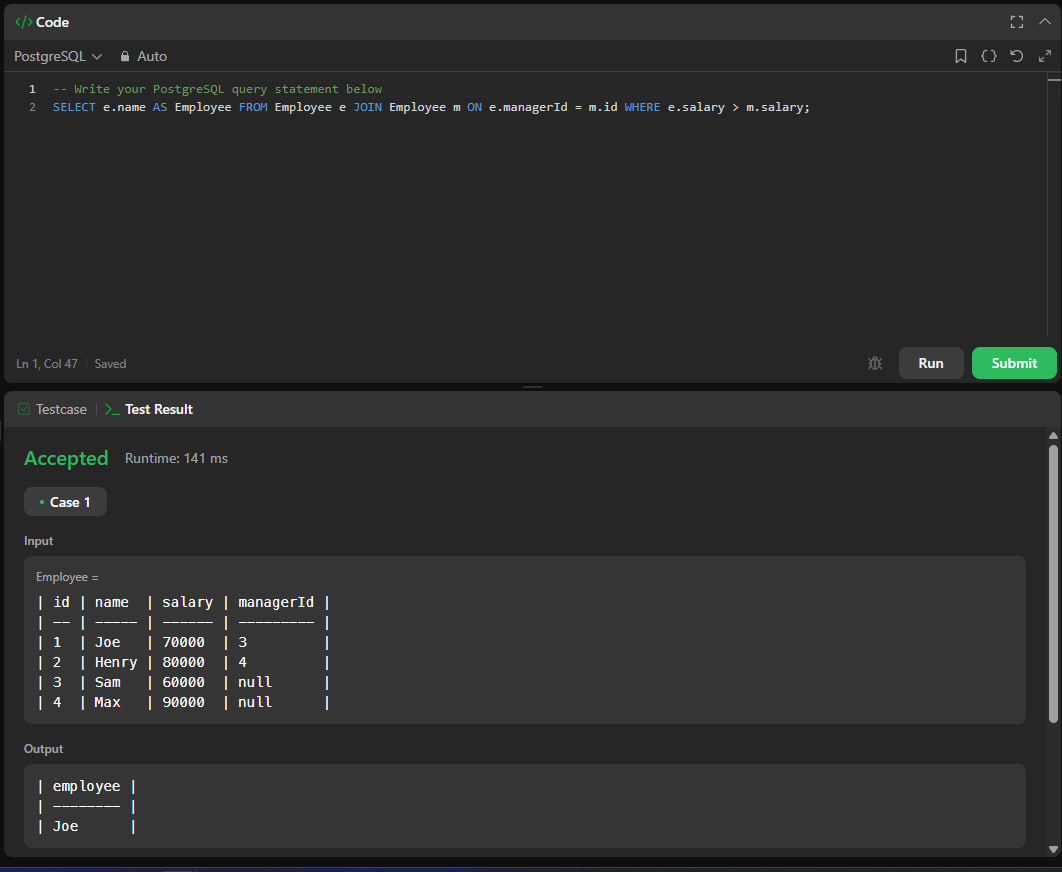 </> Code
PostgreSQL Auto
1 -- Write your PostgreSQL query statement below
2 SELECT e.name AS Employee FROM Employee e JOIN Employee m ON e.managerId = m.id WHERE e.salary > m.salary;
Ln 1, Col 47 | Saved
Run Submit
Testcase | >_ Test Result
Accepted Runtime: 141 ms
• Case 1
Input
Employee =
| id | name  | salary | managerId |
| -- | ----- | ------ | --------- |
| 1  | Joe   | 70000  | 3         |
| 2  | Henry | 80000  | 4         |
| 3  | Sam   | 60000  | null      |
| 4  | Max   | 90000  | null      |
Output
| employee |
| -------- |
| Joe      |